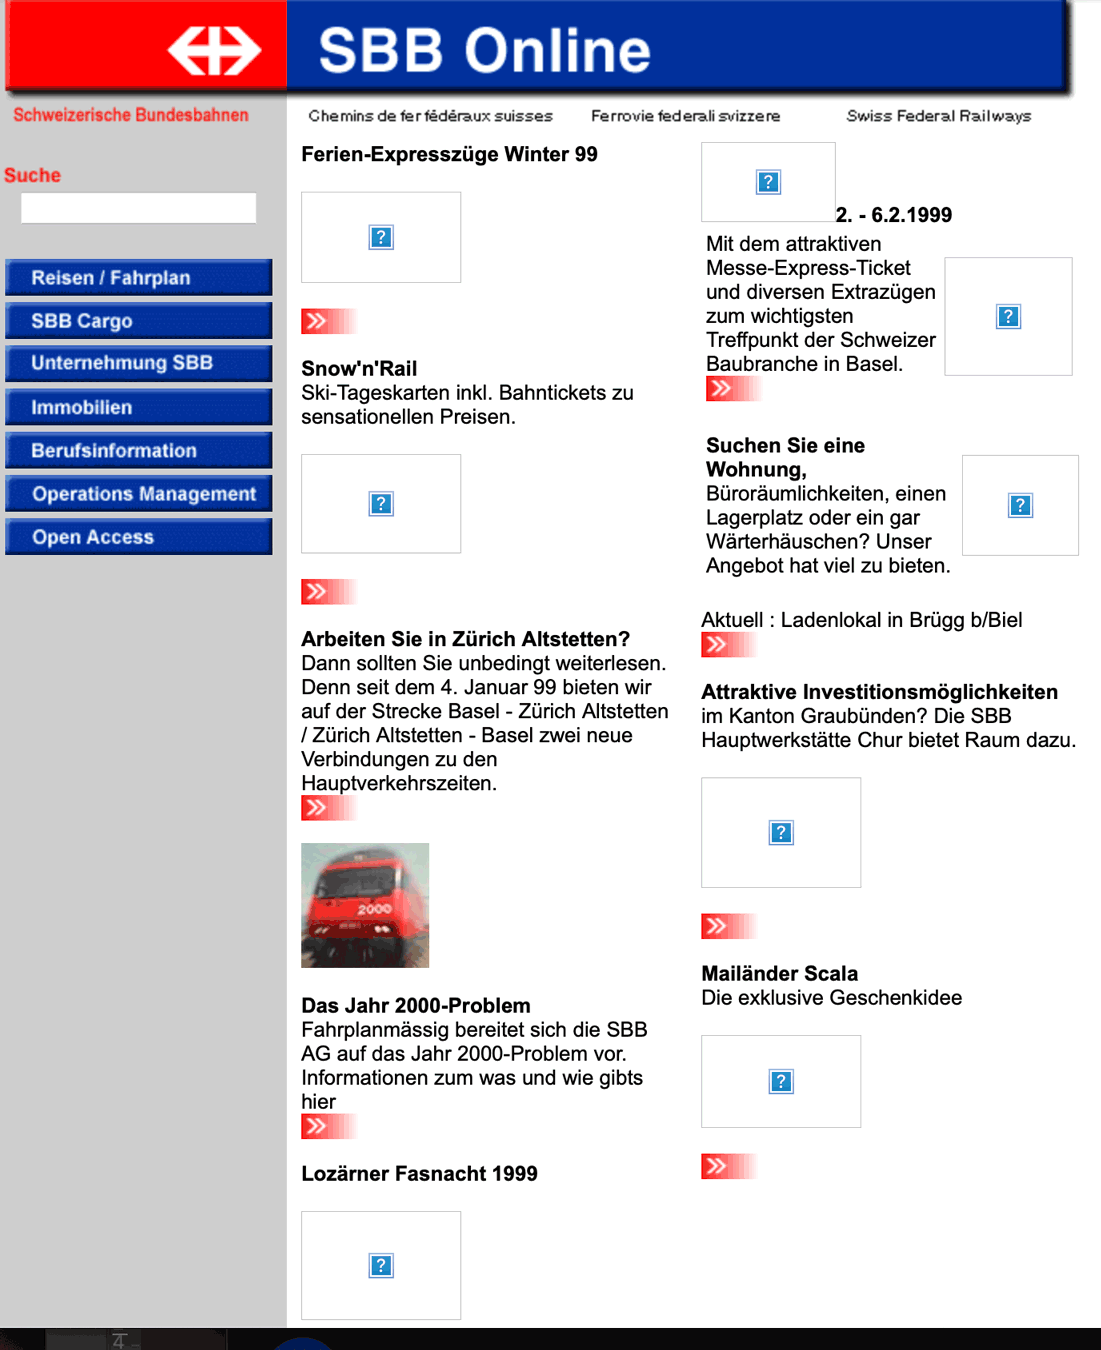 SBB Online
Schweizerische Bundesbahnen
Chemins de fer fédéraux suisses
Ferrovie federali svizzere
Swiss Federal Railways
Suche
Reisen / Fahrplan
SBB Cargo
Unternehmung SBB
Immobilien
Berufsinformation
Operations Management
Open Access
Ferien-Expresszüge Winter 99
Snow'n'Rail
Ski-Tageskarten inkl. Bahntickets zu
sensationellen Preisen.
Arbeiten Sie in Zürich Altstetten?
Dann sollten Sie unbedingt weiterlesen.
Denn seit dem 4. Januar 99 bieten wir
auf der Strecke Basel - Zürich Altstetten
/ Zürich Altstetten - Basel zwei neue
Verbindungen zu den
Hauptverkehrszeiten.
2000
Das Jahr 2000-Problem
Fahrplanmässig bereitet sich die SBB
AG auf das Jahr 2000-Problem vor.
Informationen zum was und wie gibts
hier
Lozärner Fasnacht 1999
2. - 6.2.1999
Mit dem attraktiven
Messe-Express-Ticket
und diversen Extrazügen
zum wichtigsten
Treffpunkt der Schweizer
Baubranche in Basel.
Suchen Sie eine
Wohnung,
Büroräumlichkeiten, einen
Lagerplatz oder ein gar
Wärterhäuschen? Unser
Angebot hat viel zu bieten.
Aktuell : Ladenlokal in Brügg b/Biel
Attraktive Investitionsmöglichkeiten
im Kanton Graubünden? Die SBB
Hauptwerkstätte Chur bietet Raum dazu.
Mailänder Scala
Die exklusive Geschenkidee